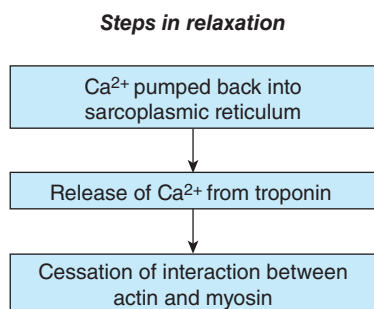 Steps in relaxation
Ca²⁺ pumped back into
sarcoplasmic reticulum
Release of Ca²⁺ from troponin
Cessation of interaction between
actin and myosin